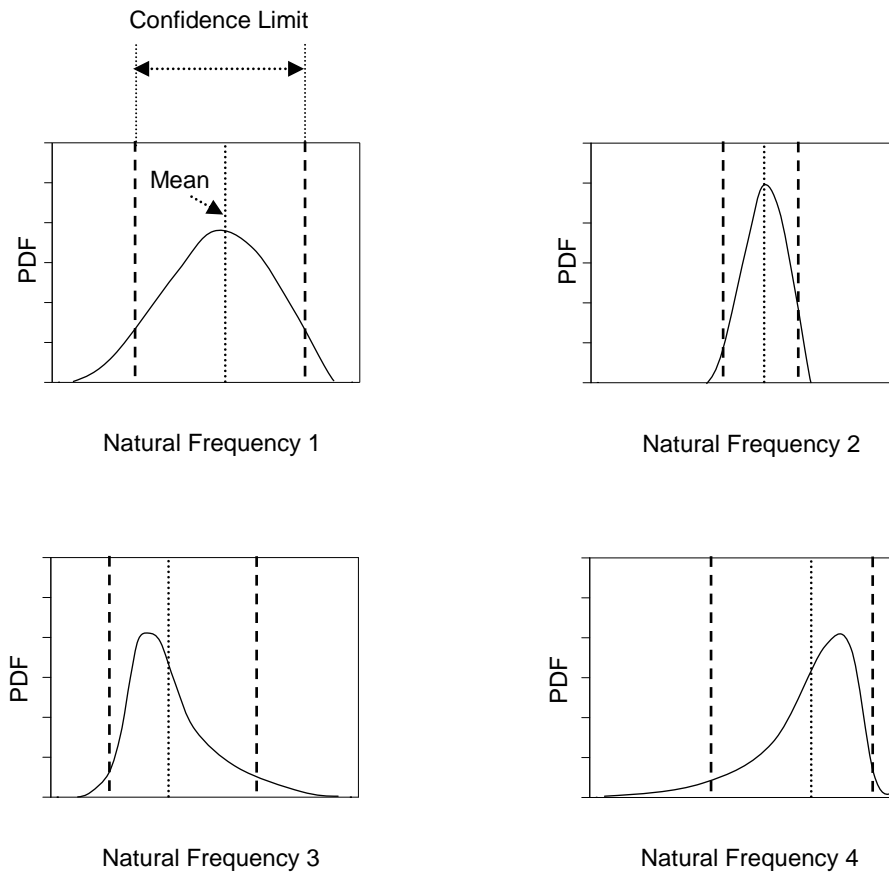 Confidence Limit
Mean
PDF
PDF
Natural Frequency 1
Natural Frequency 2
PDF
PDF
Natural Frequency 3
Natural Frequency 4